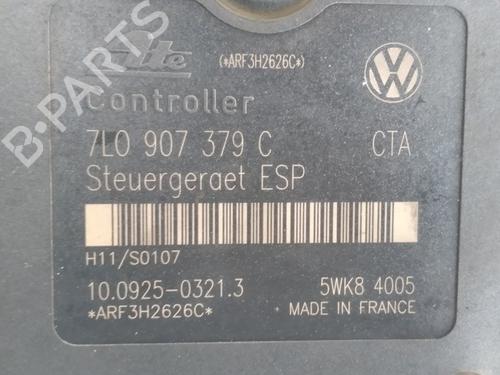 Ate (*ARF3H2626C*)
Controller
7L0 907 379 C CTA
Steuergeraet ESP
H11/S0107
10.0925-0321.3 5WK8 4005
*ARF3H2626C* MADE IN FRANCE
B-PARTS